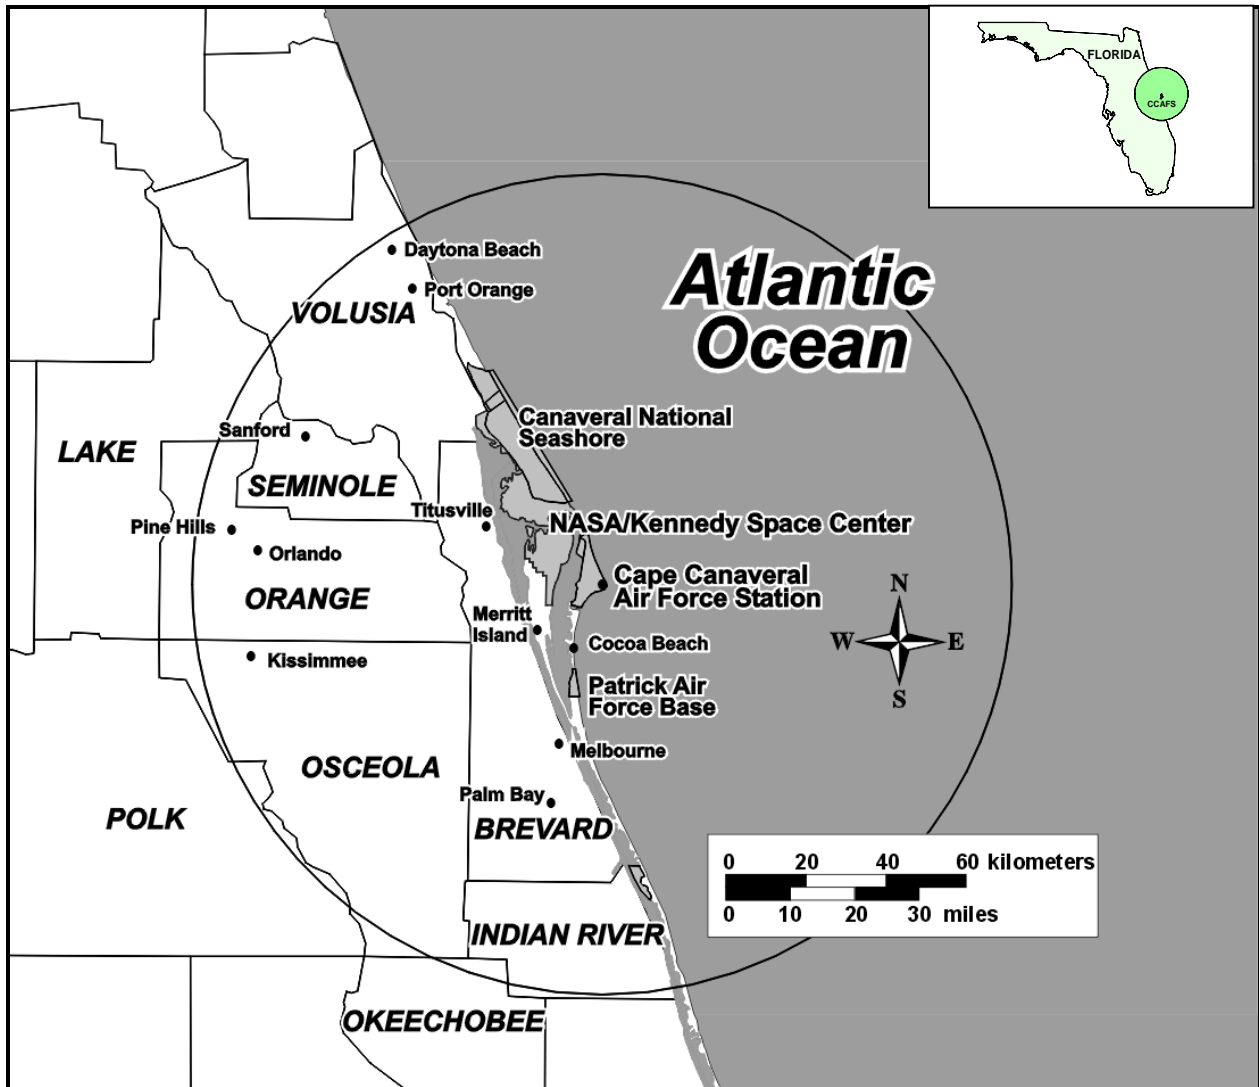 FLORIDA
CCAFS
Daytona Beach
Port Orange
VOLUSIA
Atlantic
Ocean
Canaveral National
Seashore
Sanford
LAKE
SEMINOLE
Titusville
Pine Hills
NASA/Kennedy Space Center
Orlando
Cape Canaveral
Air Force Station
ORANGE
Merritt
Island
N
W
E
S
Cocoa Beach
Kissimmee
Patrick Air
Force Base
Melbourne
OSCEOLA
Palm Bay
POLK
BREVARD
0 20 40 60 kilometers
0 10 20 30 miles
INDIAN RIVER
OKEECHOBEE